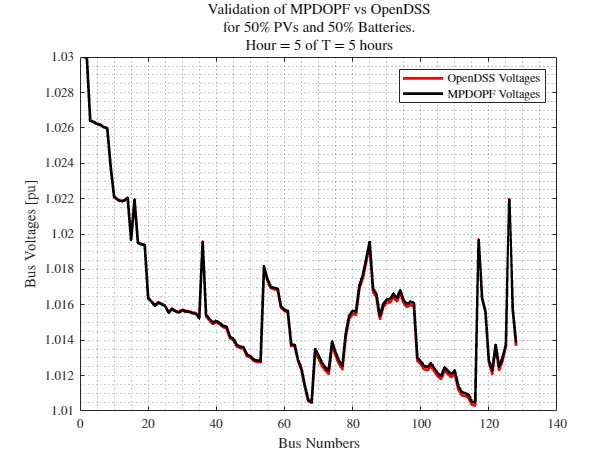 Validation of MPDOPF vs OpenDSS
for 50% PVs and 50% Batteries.
Hour = 5 of T = 5 hours
OpenDSS Voltages
MPDOPF Voltages
Bus Voltages [pu]
1.03
1.028
1.026
1.024
1.022
1.02
1.018
1.016
1.014
1.012
1.01
0 20 40 60 80 100 120 140
Bus Numbers